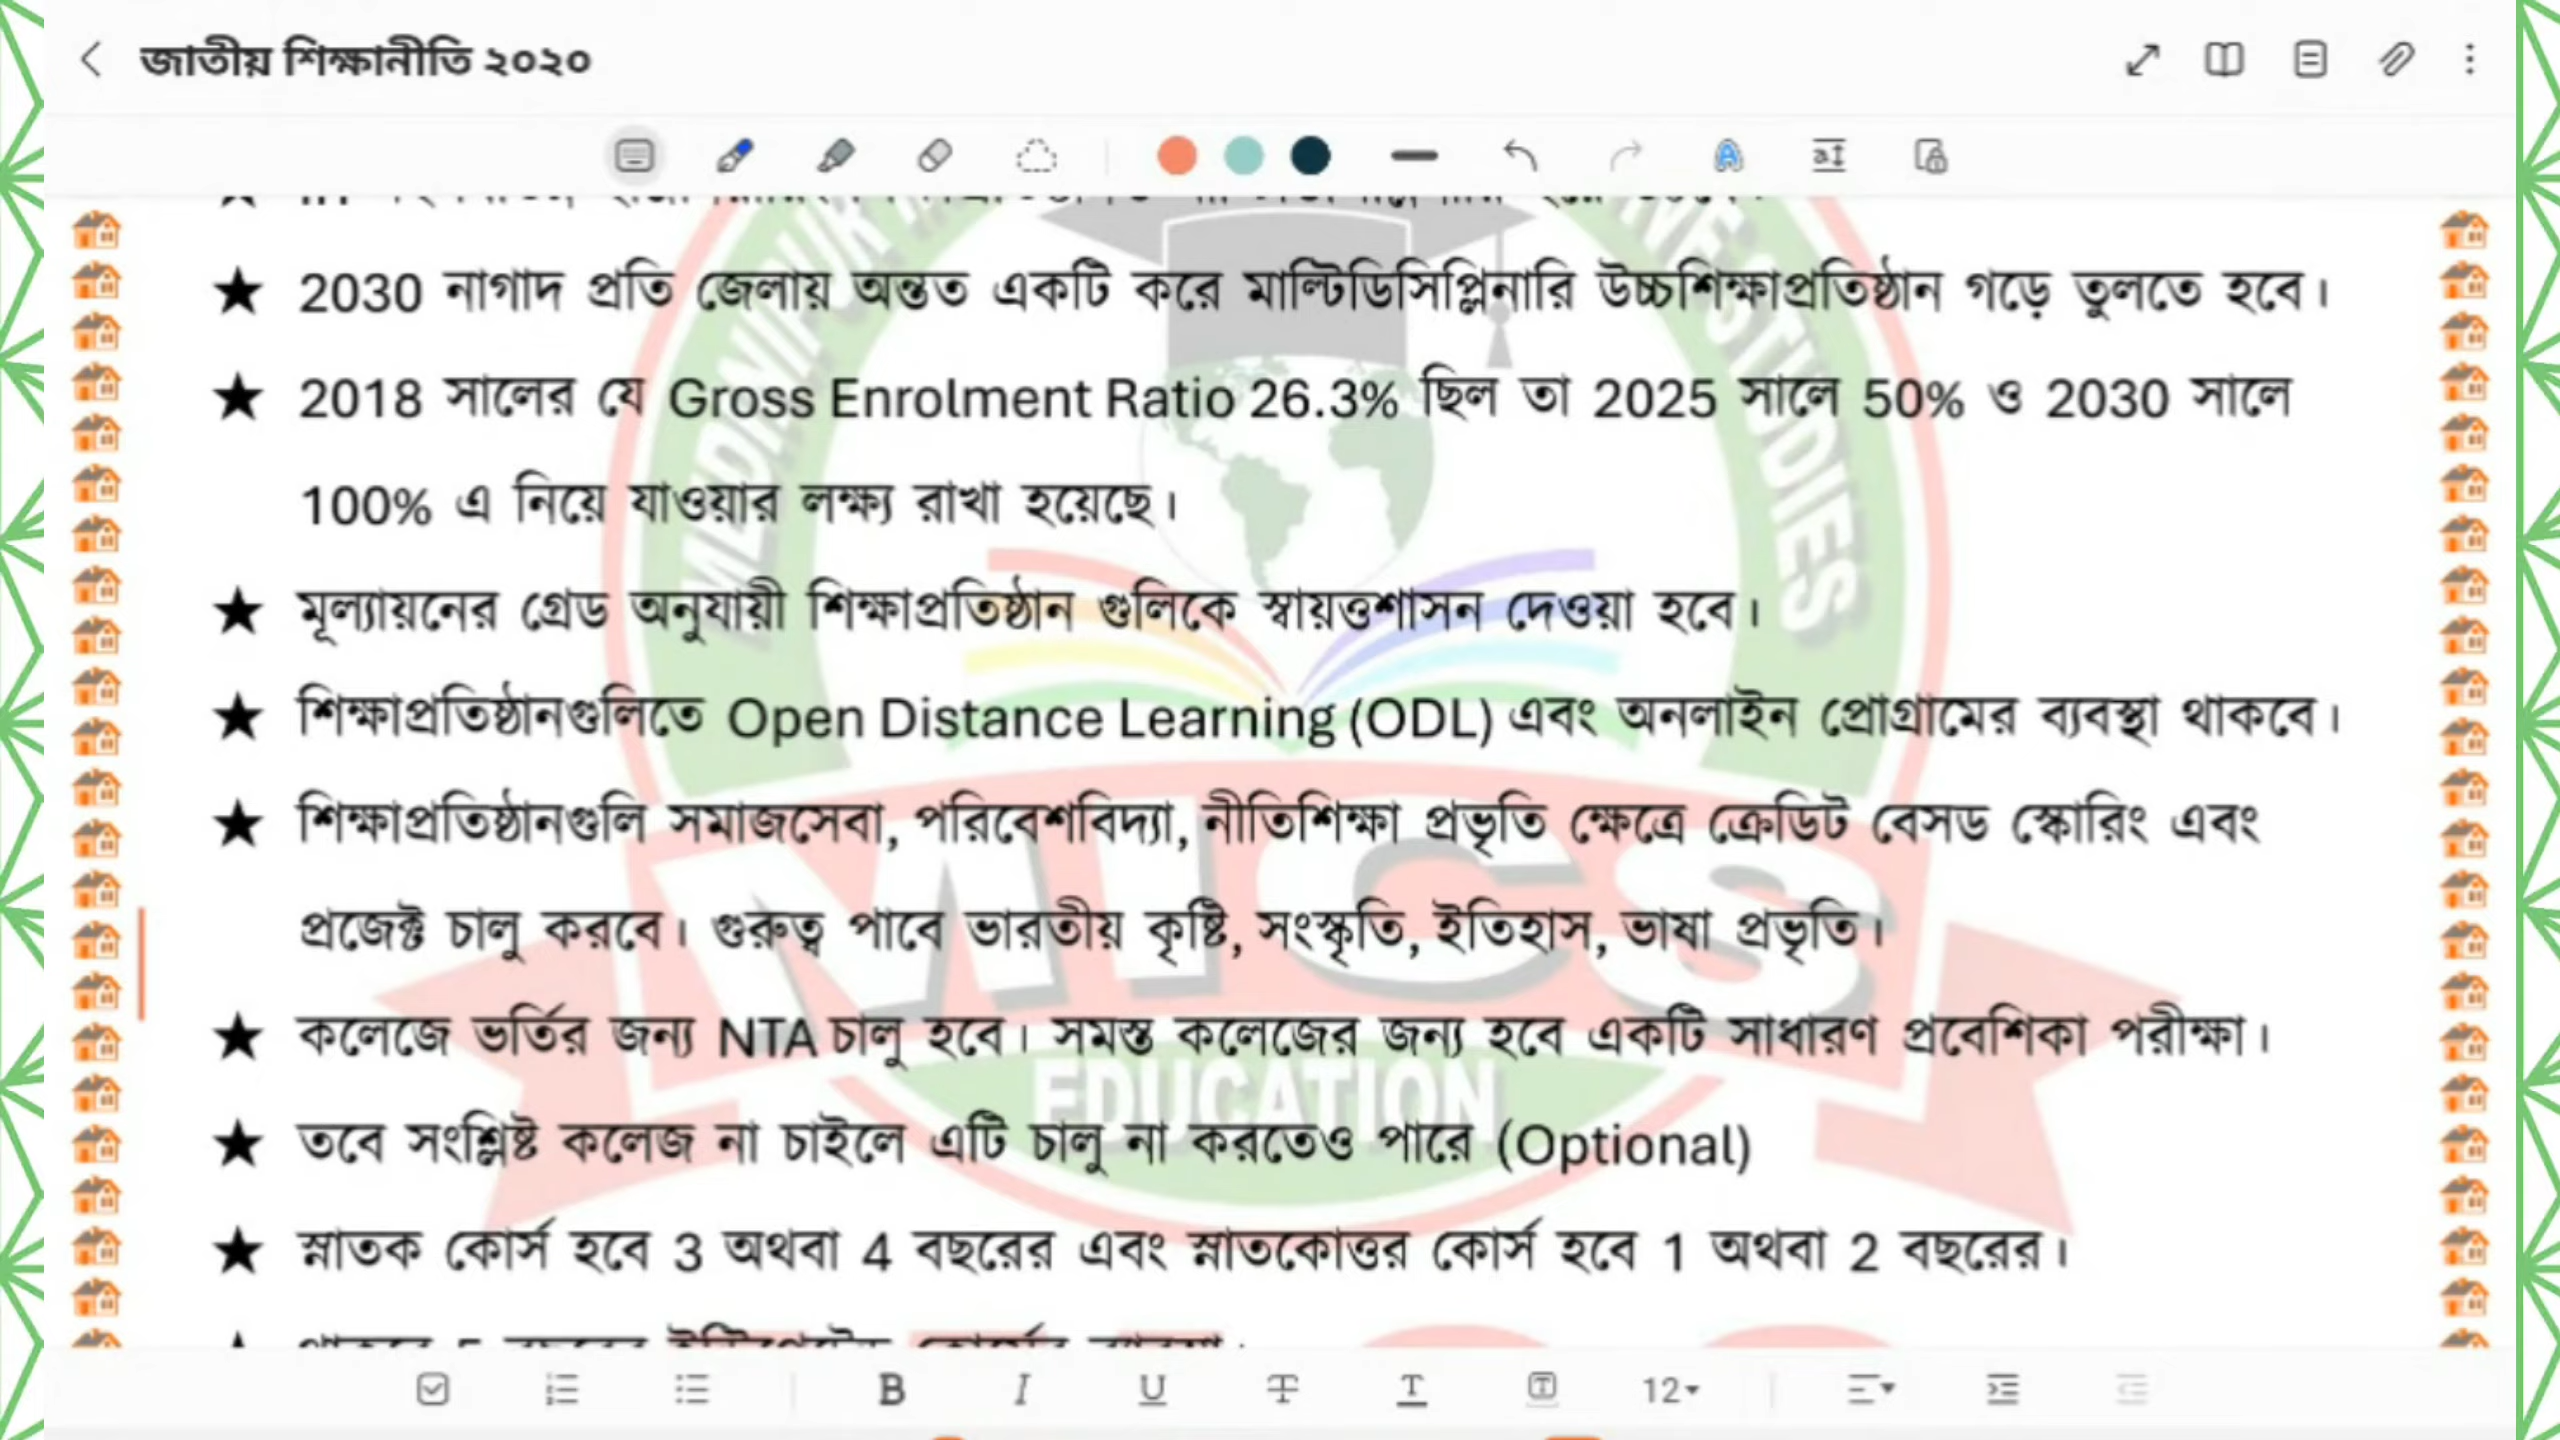 জাতীয় শিক্ষানীতি ২০২০
★ 2030 নাগাদ প্রতি জেলায় অন্তত একটি করে মাল্টিডিসিপ্লিনারি উচ্চশিক্ষাপ্রতিষ্ঠান গড়ে তুলতে হবে।
★ 2018 সালের যে Gross Enrolment Ratio 26.3% ছিল তা 2025 সালে 50% ও 2030 সালে
100% এ নিয়ে যাওয়ার লক্ষ্য রাখা হয়েছে।
★ মূল্যায়নের গ্রেড অনুযায়ী শিক্ষাপ্রতিষ্ঠান গুলিকে স্বায়ত্তশাসন দেওয়া হবে।
★ শিক্ষাপ্রতিষ্ঠানগুলিতে Open Distance Learning (ODL) এবং অনলাইন প্রোগ্রামের ব্যবস্থা থাকবে।
★ শিক্ষাপ্রতিষ্ঠানগুলি সমাজসেবা, পরিবেশবিদ্যা, নীতিশিক্ষা প্রভৃতি ক্ষেত্রে ক্রেডিট বেসড স্কোরিং এবং
প্রজেক্ট চালু করবে। গুরুত্ব পাবে ভারতীয় কৃষ্টি, সংস্কৃতি, ইতিহাস, ভাষা প্রভৃতি।
★ কলেজে ভর্তির জন্য NTA চালু হবে। সমস্ত কলেজের জন্য হবে একটি সাধারণ প্রবেশিকা পরীক্ষা।
★ তবে সংশ্লিষ্ট কলেজ না চাইলে এটি চালু না করতেও পারে (Optional)
★ স্নাতক কোর্স হবে 3 অথবা 4 বছরের এবং স্নাতকোত্তর কোর্স হবে 1 অথবা 2 বছরের।
MICS
EDUCATION
STUDIES
B I U T T 12